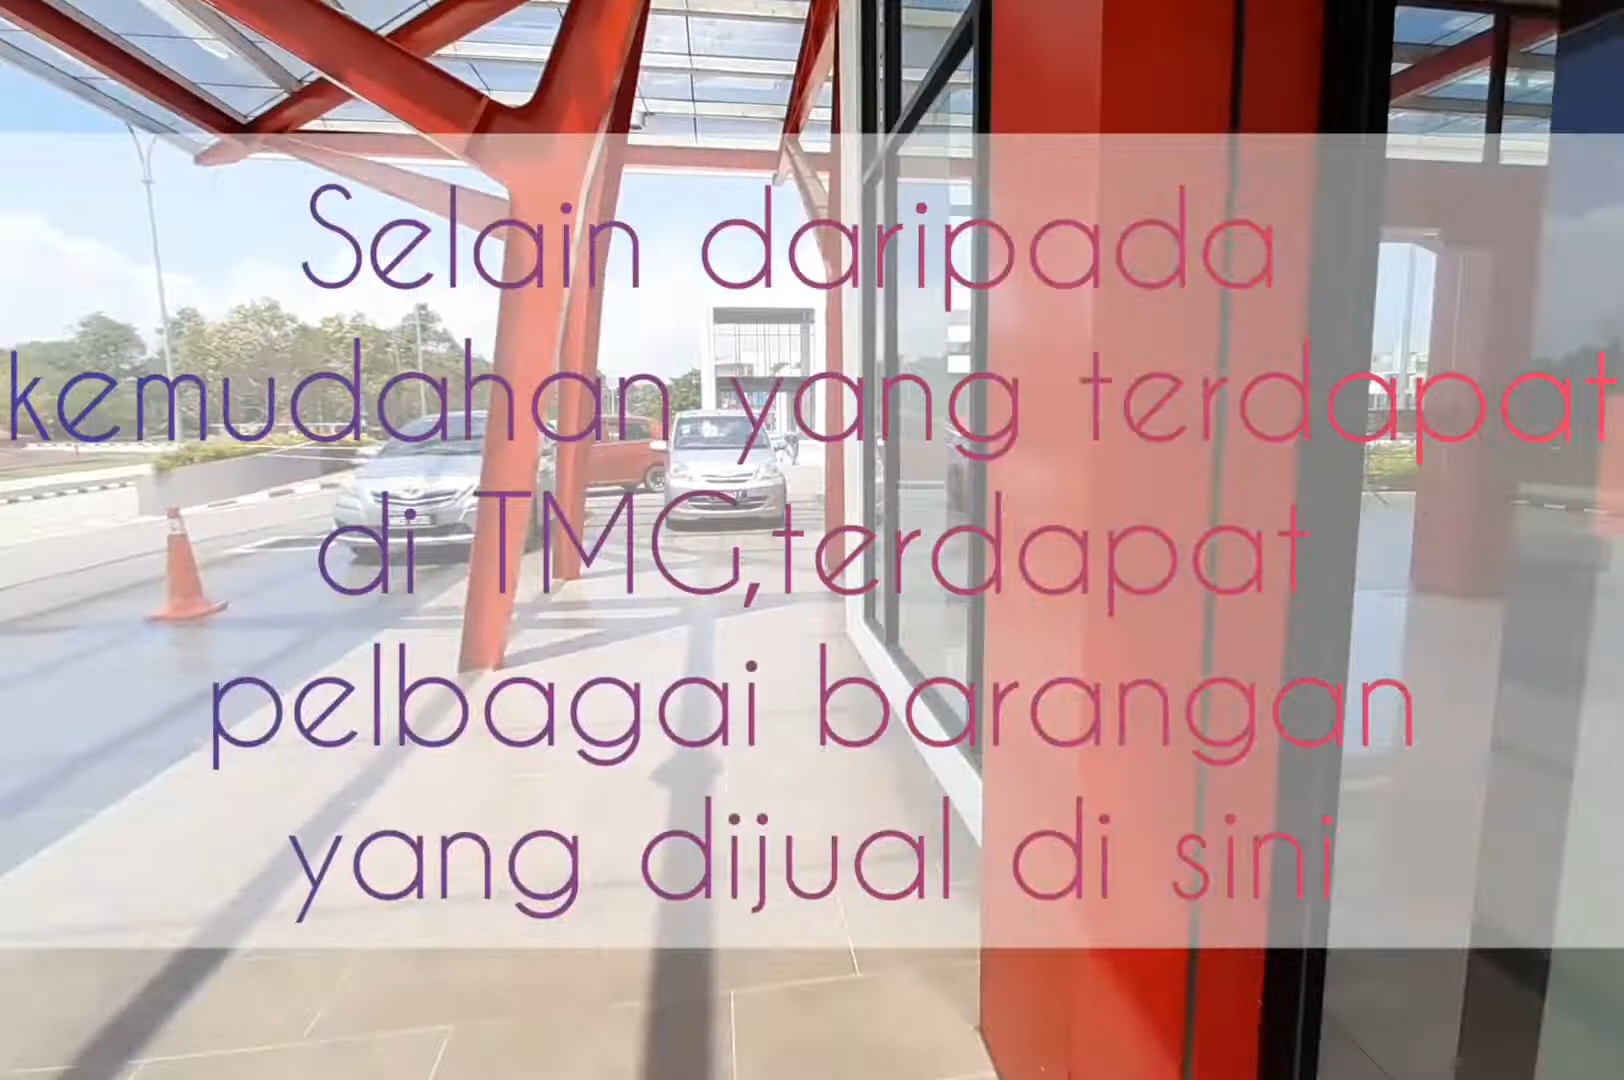 Selain daripada
kemudahan yang terdapat
di TMG,terdapat
pelbagai barangan
yang dijual di sini